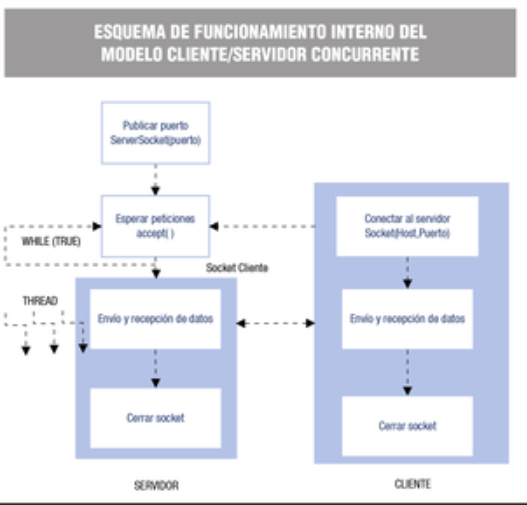 ESQUEMA DE FUNCIONAMIENTO INTERNO DEL
MODELO CLIENTE/SERVIDOR CONCURRENTE
Publicar puerto
ServerSocket(puerto)
Esperar peticiones
accept( )
WHILE (TRUE)
Conectar al servidor
Socket(Host,Puerto)
Socket Cliente
THREAD
Envío y recepción de datos
Envío y recepción de datos
Cerrar socket
Cerrar socket
SERVIDOR
CLIENTE